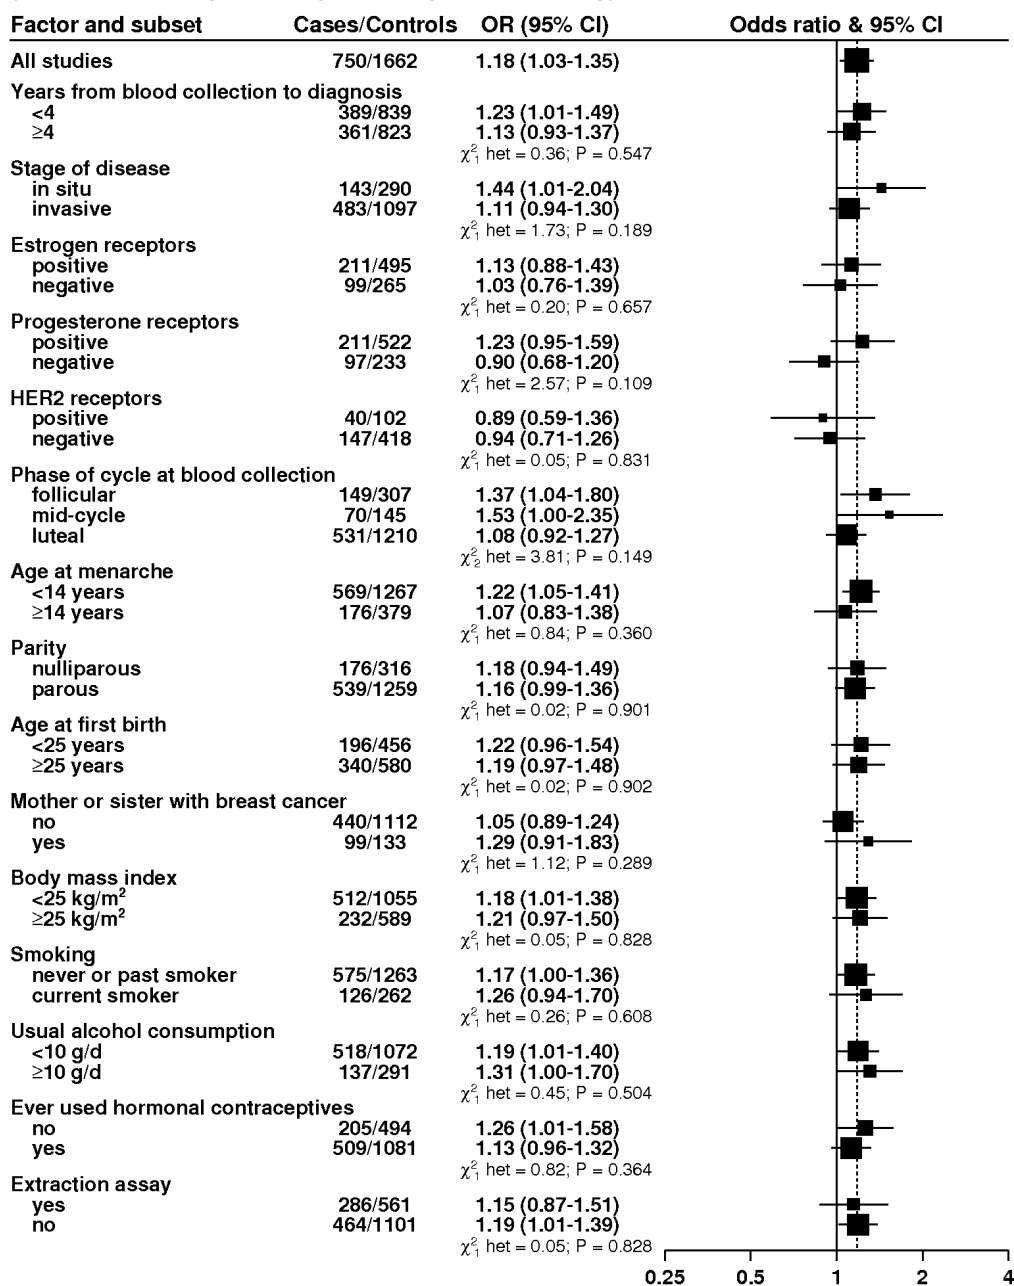 Factor and subset Cases/Controls OR (95% CI) Odds ratio & 95% CI
All studies 750/1662 1.18 (1.03-1.35)
Years from blood collection to diagnosis
<4 389/839 1.23 (1.01-1.49)
≥4 361/823 1.13 (0.93-1.37)
χ²₁ het = 0.36; P = 0.547
Stage of disease
in situ 143/290 1.44 (1.01-2.04)
invasive 483/1097 1.11 (0.94-1.30)
χ²₁ het = 1.73; P = 0.189
Estrogen receptors
positive 211/495 1.13 (0.88-1.43)
negative 99/265 1.03 (0.76-1.39)
χ²₁ het = 0.20; P = 0.657
Progesterone receptors
positive 211/522 1.23 (0.95-1.59)
negative 97/233 0.90 (0.68-1.20)
χ²₁ het = 2.57; P = 0.109
HER2 receptors
positive 40/102 0.89 (0.59-1.36)
negative 147/418 0.94 (0.71-1.26)
χ²₁ het = 0.05; P = 0.831
Phase of cycle at blood collection
follicular 149/307 1.37 (1.04-1.80)
mid-cycle 70/145 1.53 (1.00-2.35)
luteal 531/1210 1.08 (0.92-1.27)
χ²₂ het = 3.81; P = 0.149
Age at menarche
<14 years 569/1267 1.22 (1.05-1.41)
≥14 years 176/379 1.07 (0.83-1.38)
χ²₁ het = 0.84; P = 0.360
Parity
nulliparous 176/316 1.18 (0.94-1.49)
parous 539/1259 1.16 (0.99-1.36)
χ²₁ het = 0.02; P = 0.901
Age at first birth
<25 years 196/456 1.22 (0.96-1.54)
≥25 years 340/580 1.19 (0.97-1.48)
χ²₁ het = 0.02; P = 0.902
Mother or sister with breast cancer
no 440/1112 1.05 (0.89-1.24)
yes 99/133 1.29 (0.91-1.83)
χ²₁ het = 1.12; P = 0.289
Body mass index
<25 kg/m² 512/1055 1.18 (1.01-1.38)
≥25 kg/m² 232/589 1.21 (0.97-1.50)
χ²₁ het = 0.05; P = 0.828
Smoking
never or past smoker 575/1263 1.17 (1.00-1.36)
current smoker 126/262 1.26 (0.94-1.70)
χ²₁ het = 0.26; P = 0.608
Usual alcohol consumption
<10 g/d 518/1072 1.19 (1.01-1.40)
≥10 g/d 137/291 1.31 (1.00-1.70)
χ²₁ het = 0.45; P = 0.504
Ever used hormonal contraceptives
no 205/494 1.26 (1.01-1.58)
yes 509/1081 1.13 (0.96-1.32)
χ²₁ het = 0.82; P = 0.364
Extraction assay
yes 286/561 1.15 (0.87-1.51)
no 464/1101 1.19 (1.01-1.39)
χ²₁ het = 0.05; P = 0.828
0.25 0.5 1 2 4